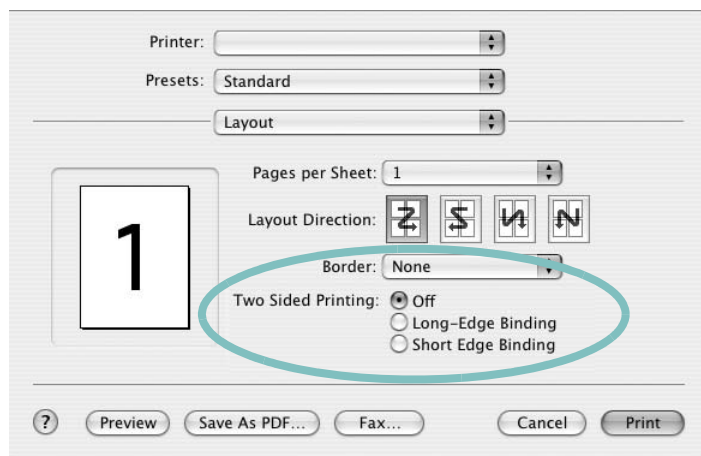 Printer:
Presets: Standard
Layout
Pages per Sheet: 1
1
Layout Direction:
Border: None
Two Sided Printing: Off
Long-Edge Binding
Short Edge Binding
? Preview Save As PDF... Fax... Cancel Print